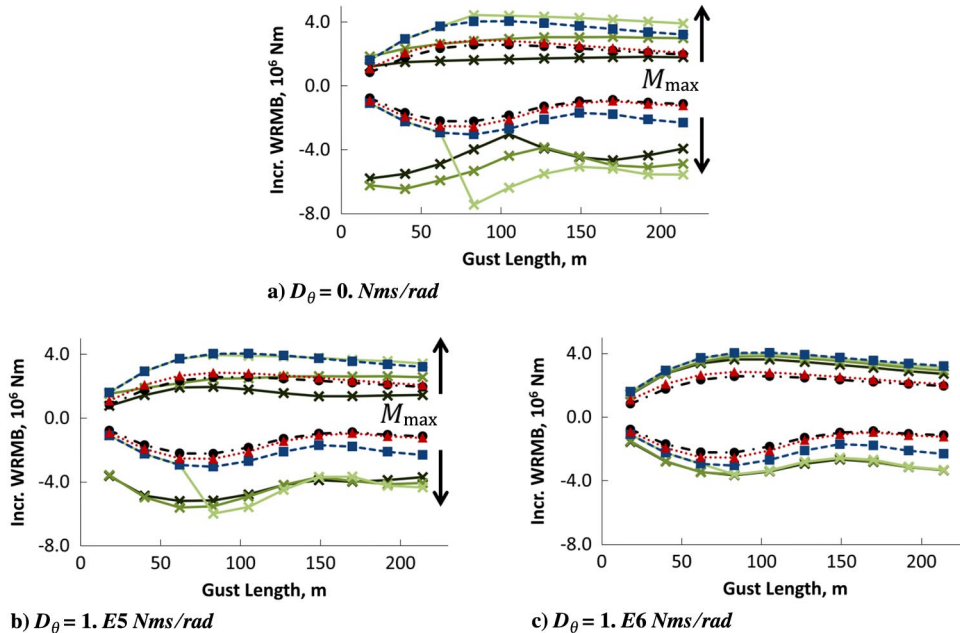 Incr. WRMB, 10⁶ Nm
4.0
0.0
-4.0
-8.0
M_max
0 50 100 150 200
Gust Length, m
a) D_θ = 0. Nms/rad
Incr. WRMB, 10⁶ Nm
4.0
0.0
-4.0
-8.0
M_max
0 50 100 150 200
Gust Length, m
b) D_θ = 1. E5 Nms/rad
Incr. WRMB, 10⁶ Nm
4.0
0.0
-4.0
-8.0
0 50 100 150 200
Gust Length, m
c) D_θ = 1. E6 Nms/rad